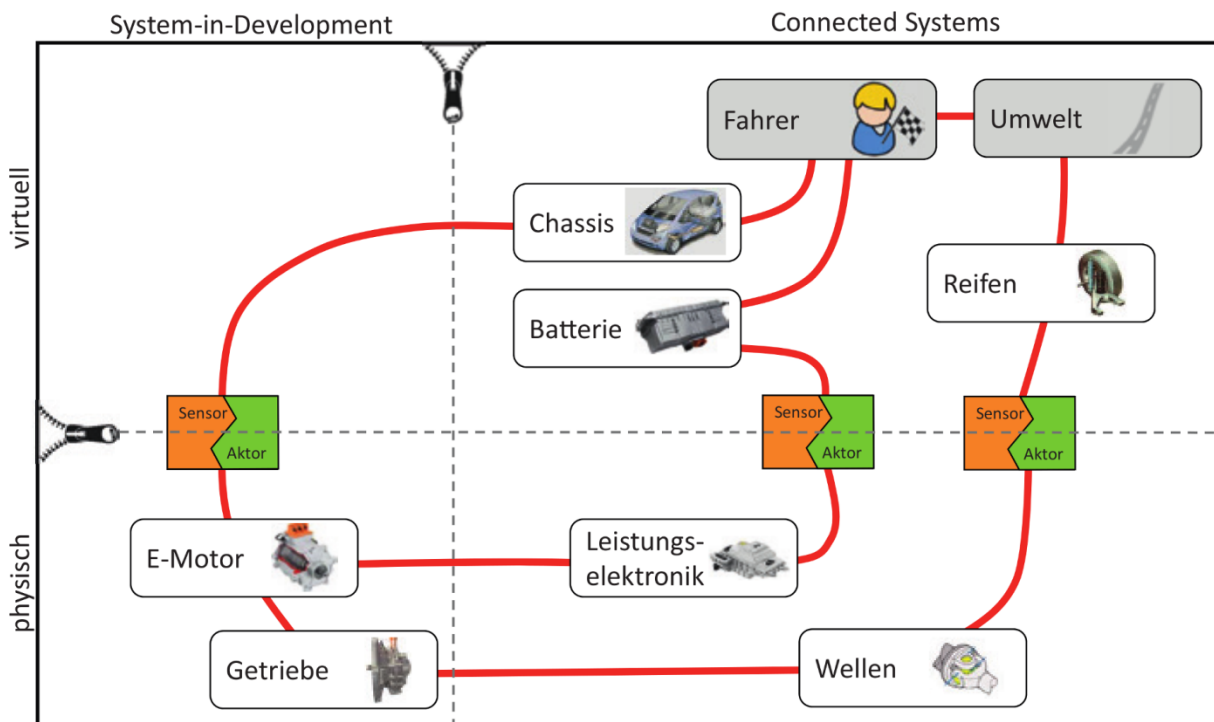 System-in-Development
Connected Systems
virtuell
Fahrer
Umwelt
Chassis
Reifen
Batterie
Sensor
Aktor
Sensor
Aktor
Sensor
Aktor
physisch
E-Motor
Leistungs-
elektronik
Getriebe
Wellen